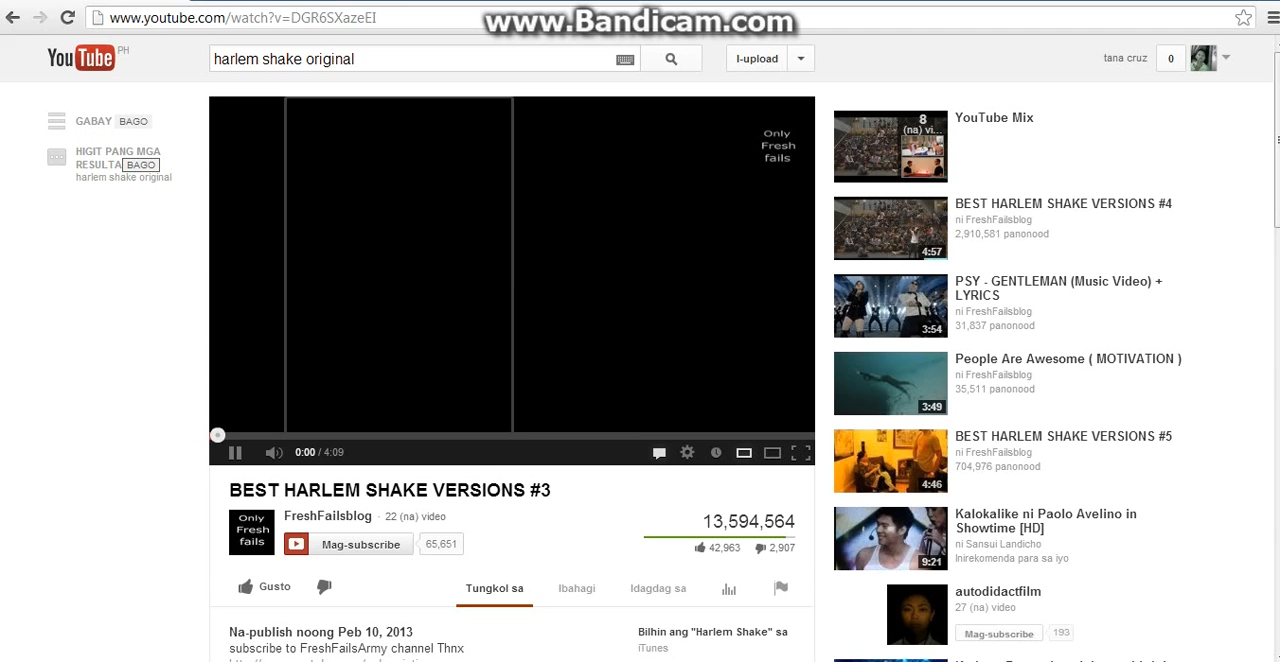 www.youtube.com/watch?v=DGR6SXazeEI
www.Bandicam.com
YouTube PH
harlem shake original
I-upload
tana cruz
0
GABAY BAGO
HIGIT PANG MGA
RESULTA BAGO
harlem shake original
Only
Fresh
fails
0:00 / 4:09
BEST HARLEM SHAKE VERSIONS #3
Only
Fresh
fails
FreshFailsblog · 22 (na) video
Mag-subscribe 65,651
13,594,564
42,963 2,907
Gusto
Tungkol sa
Ibahagi
Idagdag sa
Na-publish noong Peb 10, 2013
subscribe to FreshFailsArmy channel Thnx
Bilhin ang "Harlem Shake" sa
iTunes
8
(na) vi...
YouTube Mix
4:57
BEST HARLEM SHAKE VERSIONS #4
ni FreshFailsblog
2,910,581 panonood
3:54
PSY - GENTLEMAN (Music Video) +
LYRICS
ni FreshFailsblog
31,837 panonood
3:49
People Are Awesome ( MOTIVATION )
ni FreshFailsblog
35,511 panonood
4:46
BEST HARLEM SHAKE VERSIONS #5
ni FreshFailsblog
704,976 panonood
9:21
Kalokalike ni Paolo Avelino in
Showtime [HD]
ni Sansui Landicho
Inirekomenda para sa iyo
autodidactfilm
27 (na) video
Mag-subscribe 193